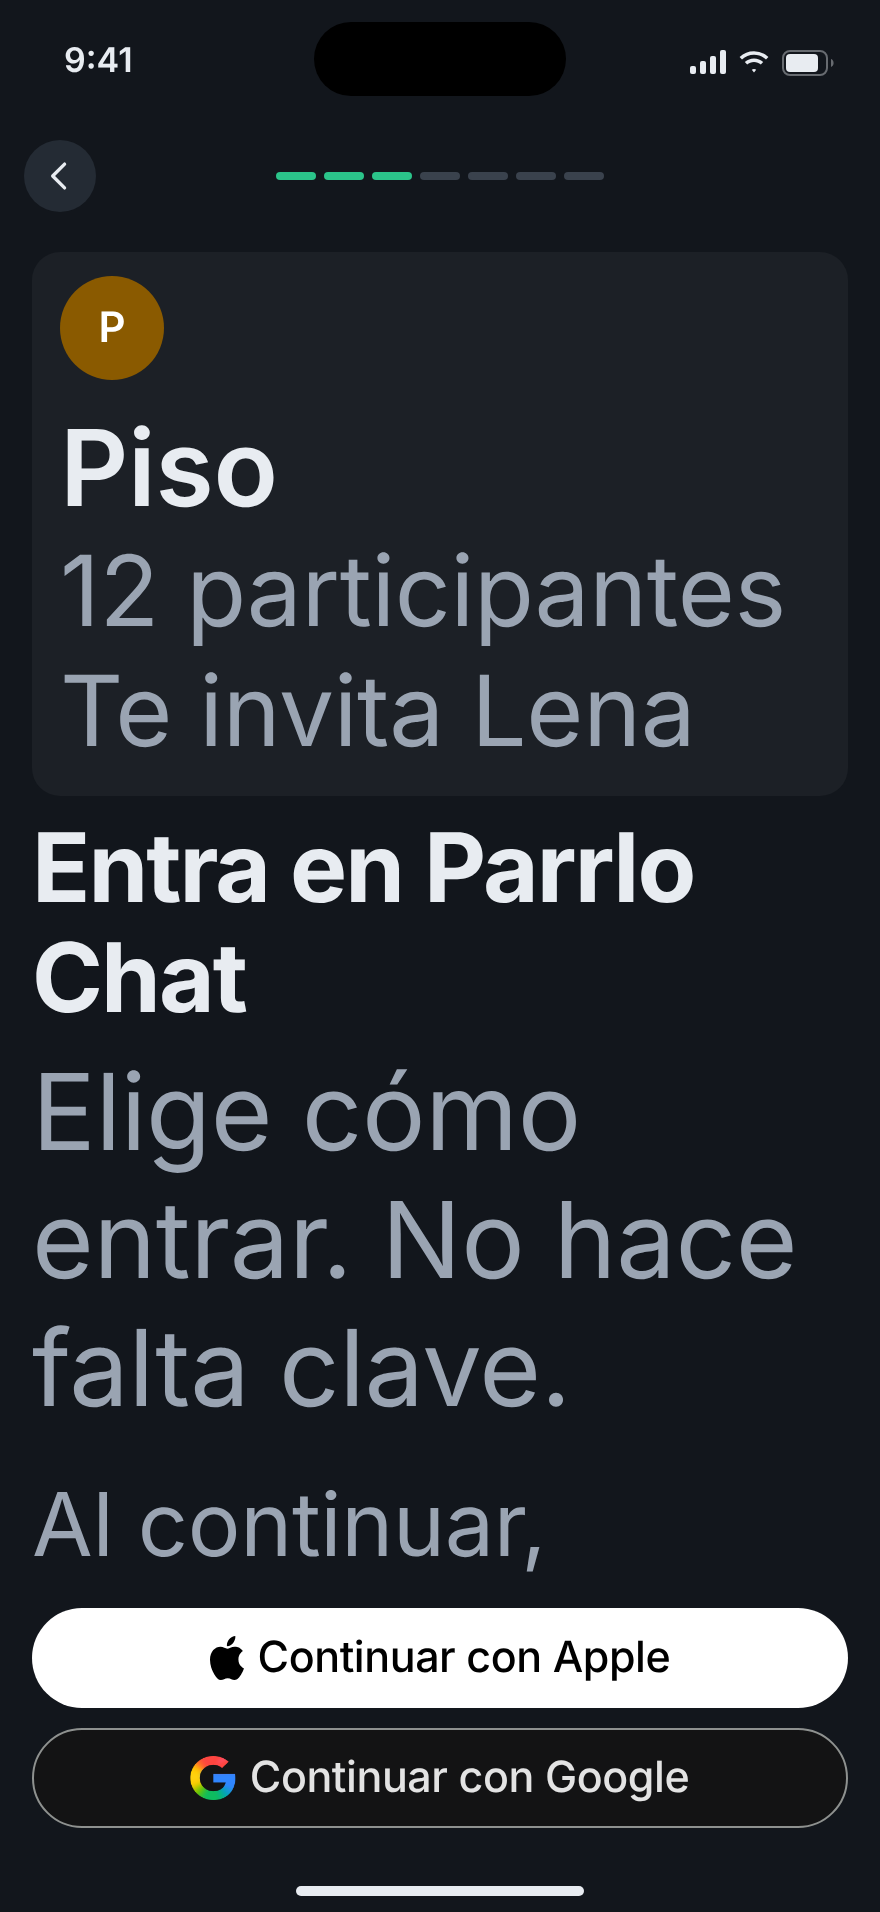 9:41
P
Piso
12 participantes
Te invita Lena
Entra en Parrlo
Chat
Elige cómo
entrar. No hace
falta clave.
Al continuar,
Continuar con Apple
Continuar con Google